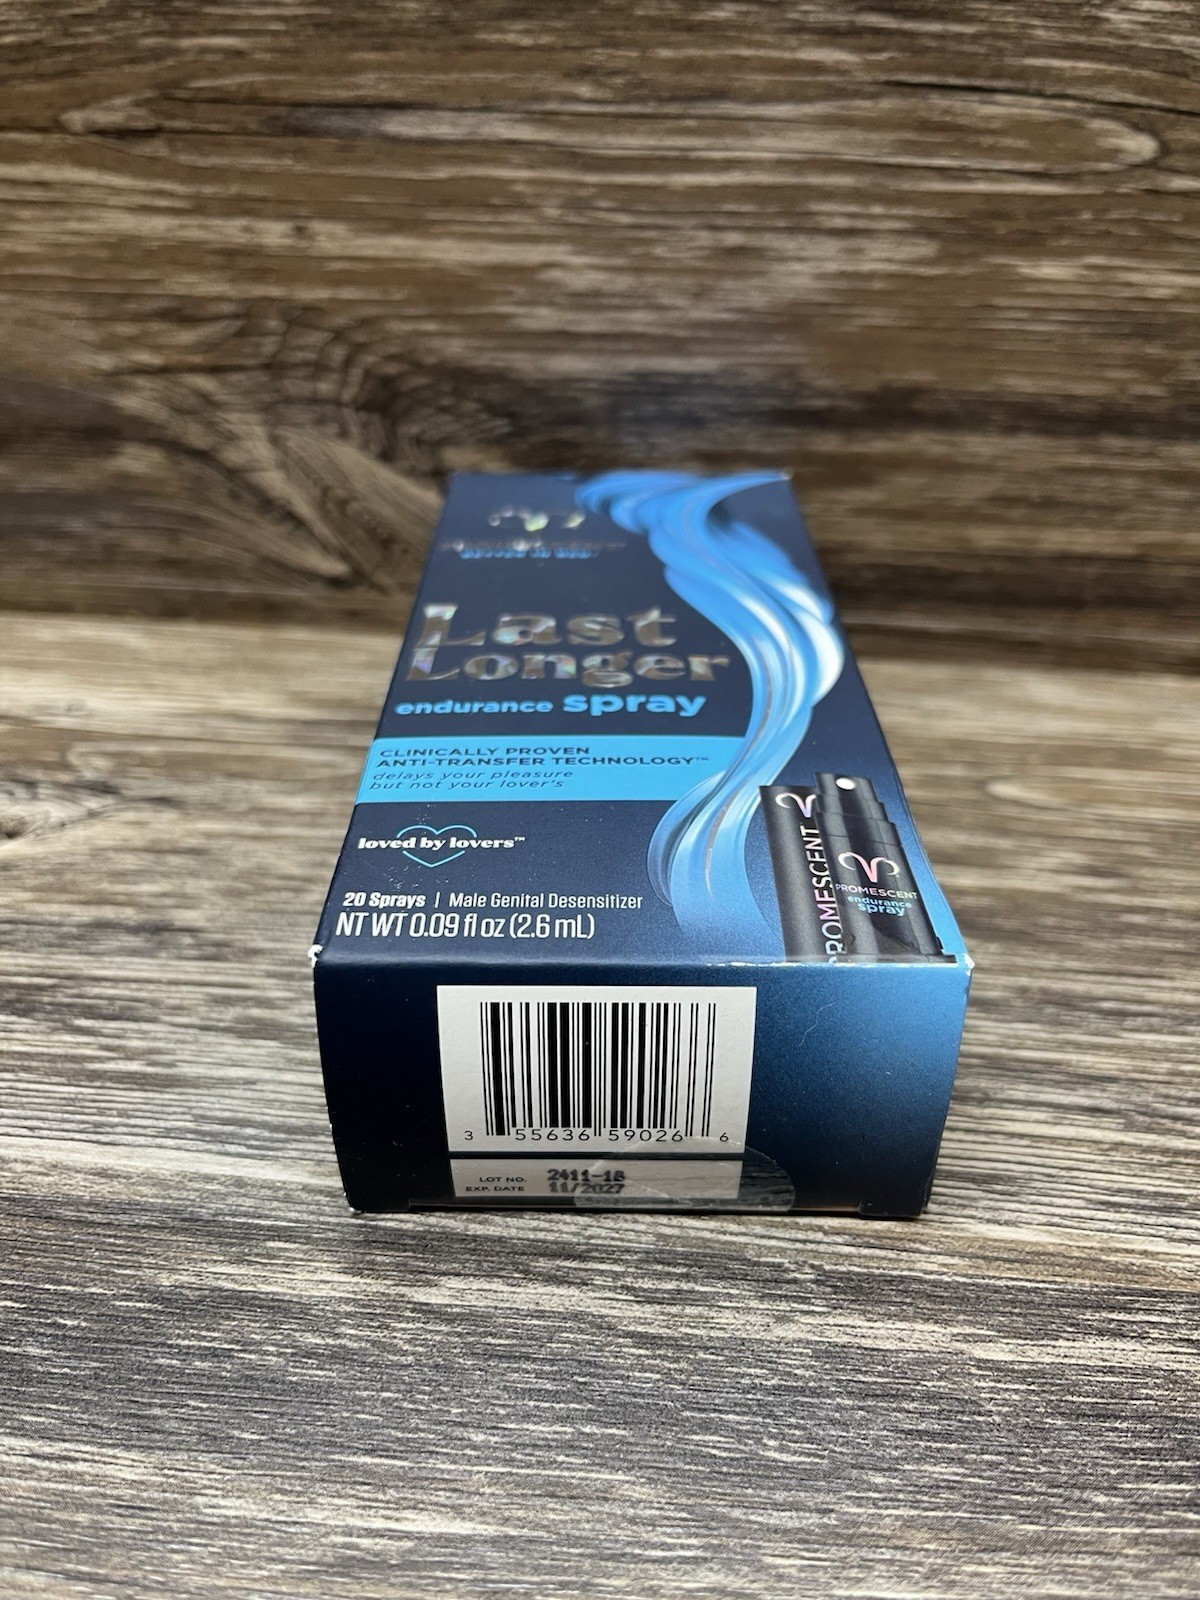 Last
Longer
endurance spray
CLINICALLY PROVEN
ANTI-TRANSFER TECHNOLOGY™
delays your pleasure
but not your lover's
loved by lovers™
20 Sprays | Male Genital Desensitizer
NT WT 0.09 fl oz (2.6 mL)
PROMESCENT
PROMESCENT
endurance
spray
3 55636 59026 6
LOT NO. 2411-18
EXP. DATE 11/2027